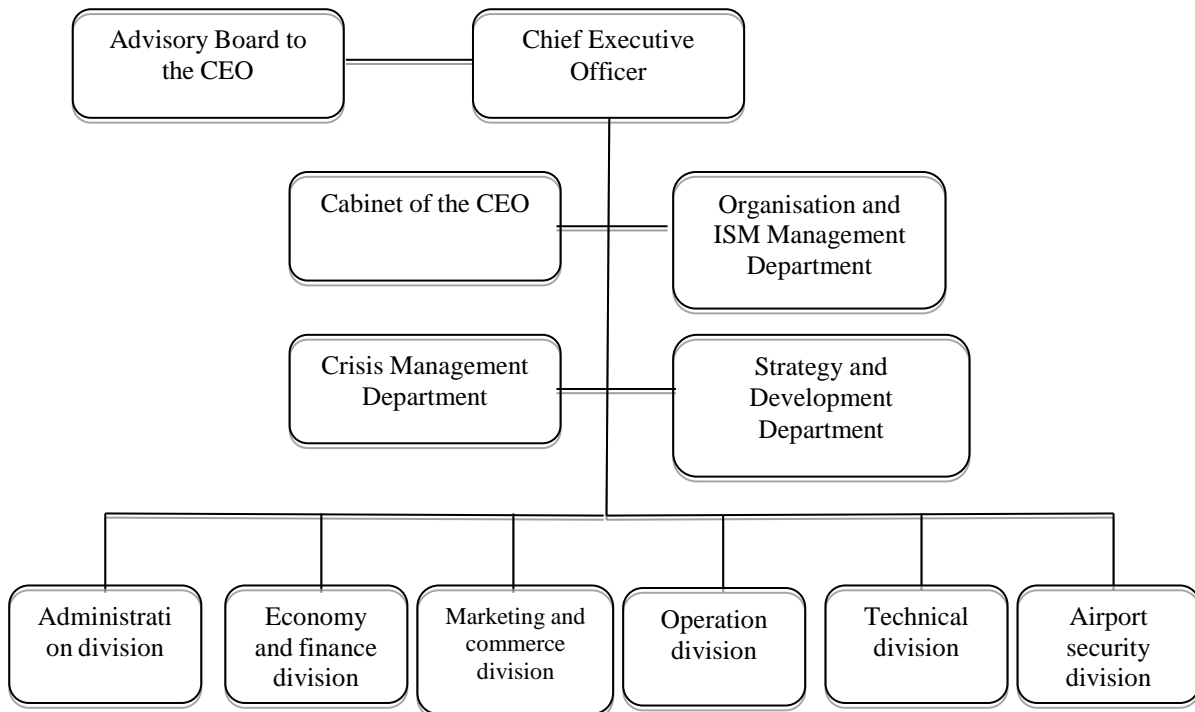 Advisory Board to
the CEO
Chief Executive
Officer
Cabinet of the CEO
Organisation and
ISM Management
Department
Crisis Management
Department
Strategy and
Development
Department
Administrati
on division
Economy
and finance
division
Marketing and
commerce
division
Operation
division
Technical
division
Airport
security
division